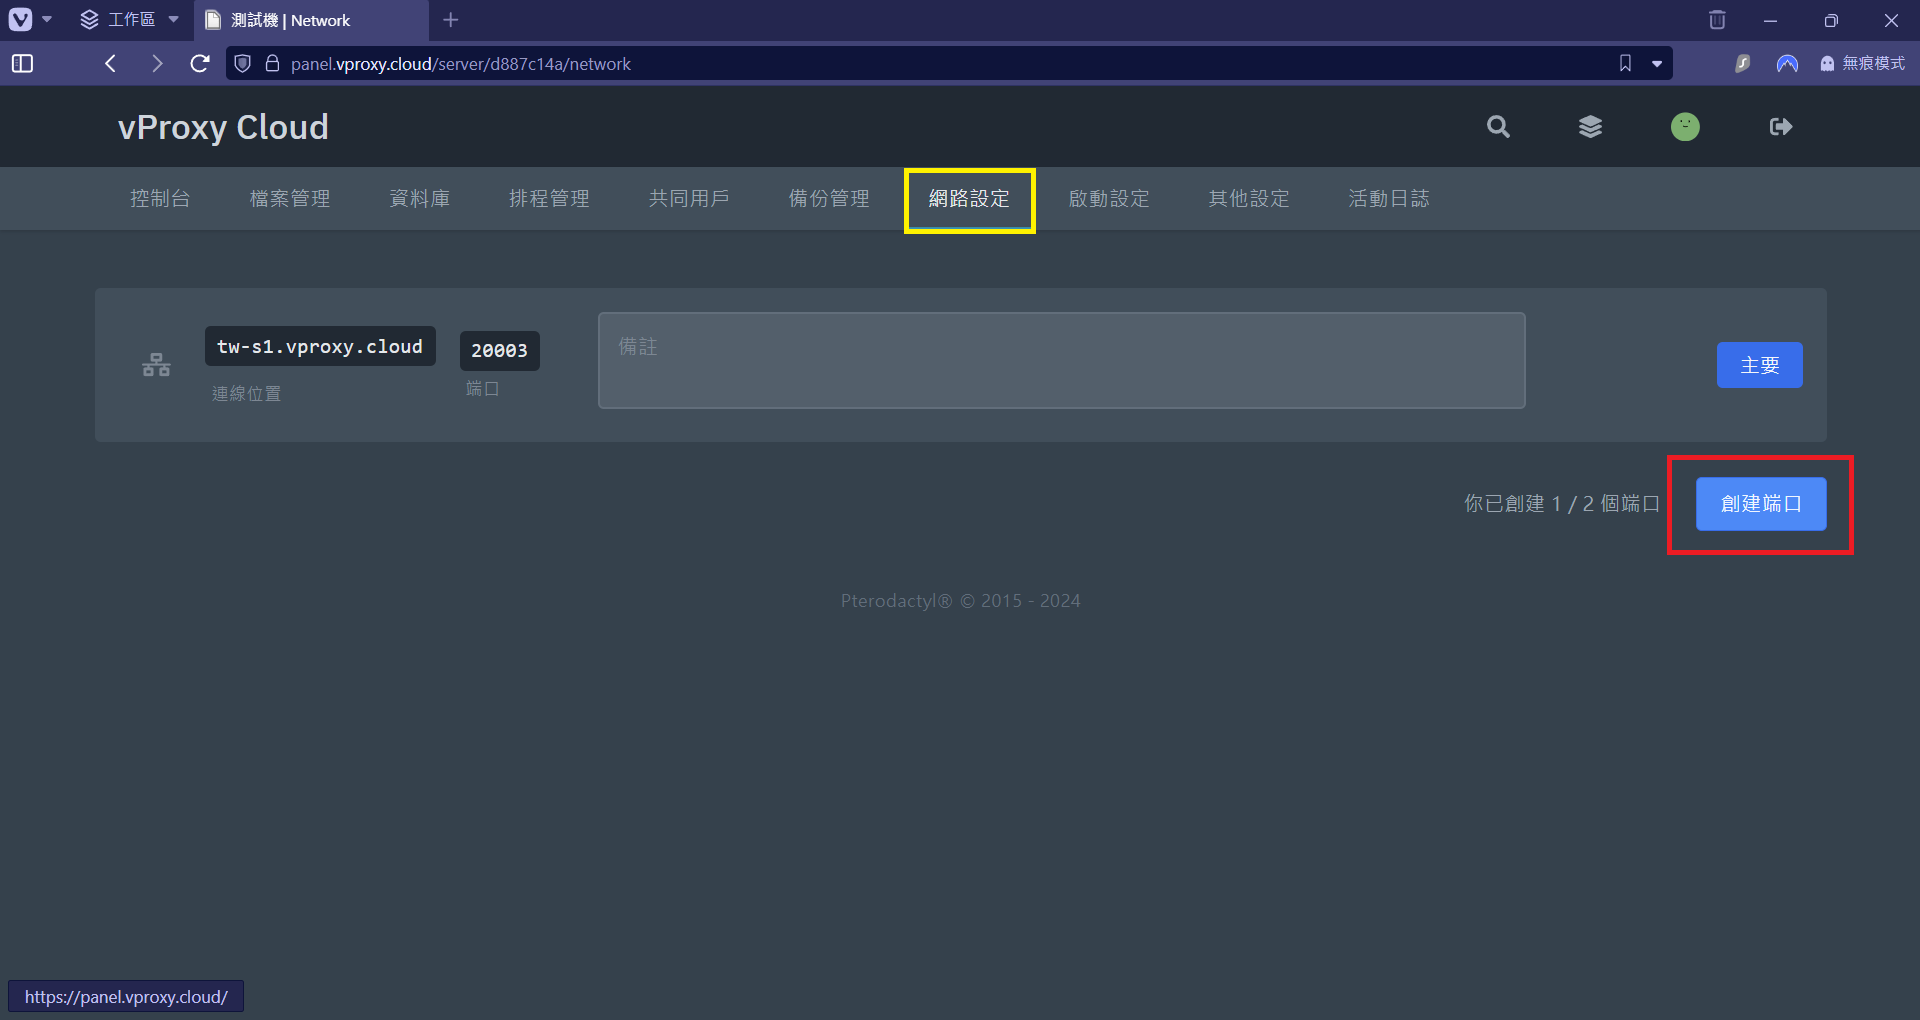 工作區
測試機 | Network
panel.vproxy.cloud/server/d887c14a/network
無痕模式
vProxy Cloud
控制台 檔案管理 資料庫 排程管理 共同用戶 備份管理 網路設定 啟動設定 其他設定 活動日誌
tw-s1.vproxy.cloud
連線位置
20003
端口
備註
主要
你已創建 1 / 2 個端口
創建端口
Pterodactyl® © 2015 - 2024
https://panel.vproxy.cloud/